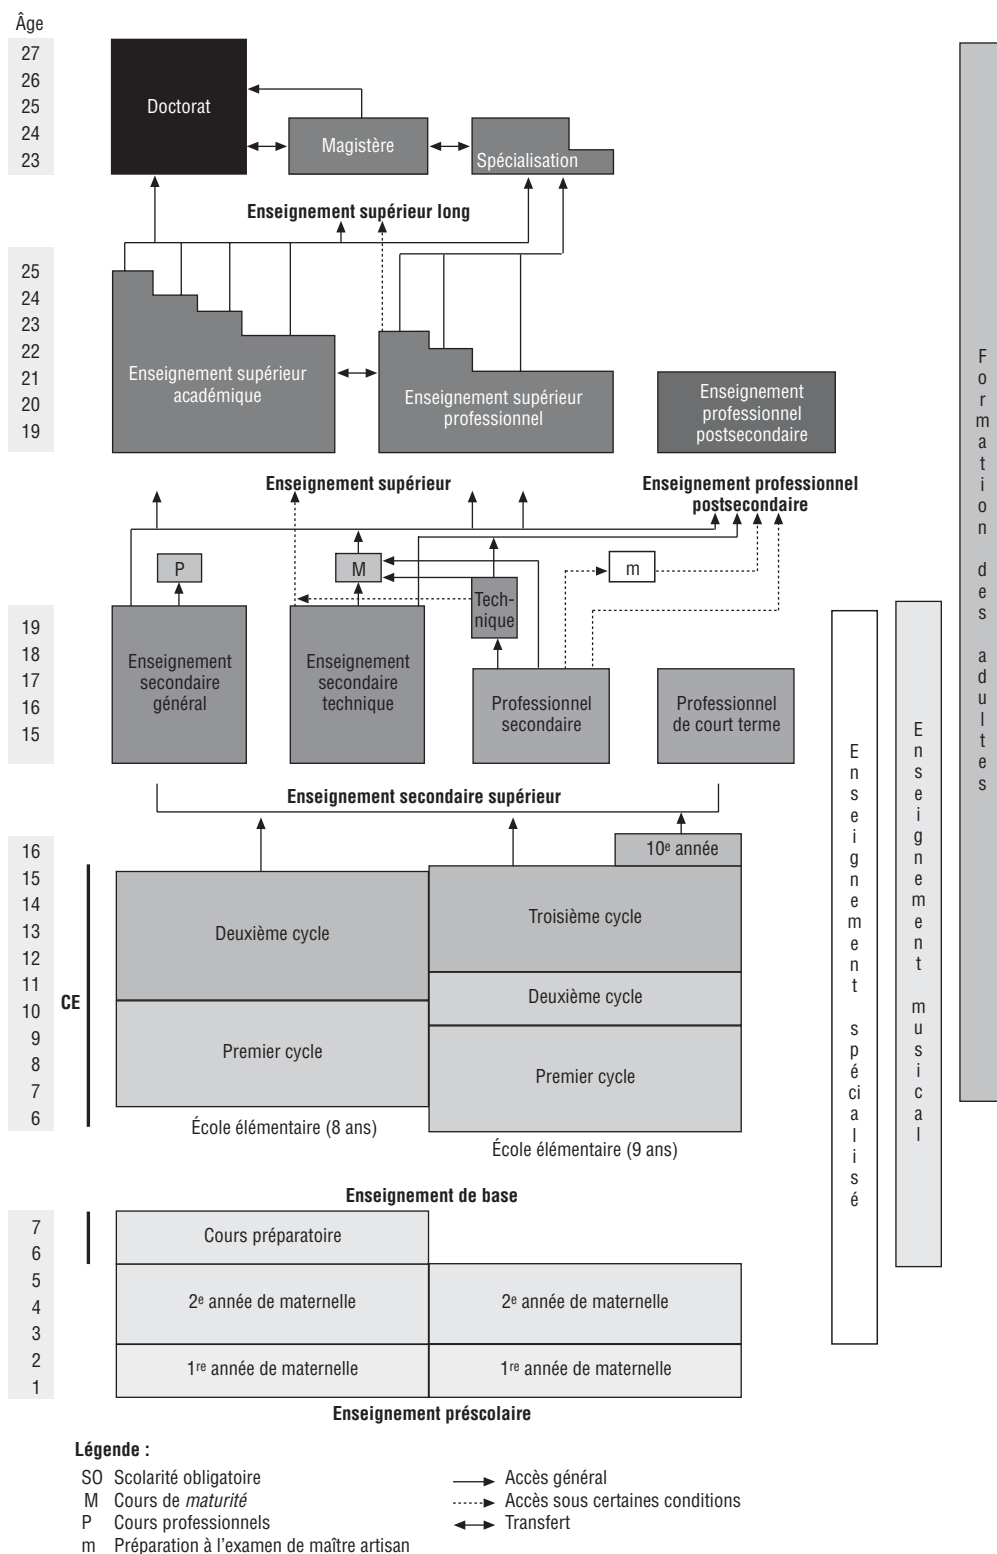 Âge
27
26
25
24
23
Doctorat
Magistère
Spécialisation
Enseignement supérieur long
25
24
23
22
21
20
19
Enseignement supérieur
académique
Enseignement supérieur
professionnel
Enseignement
professionnel
postsecondaire
Enseignement supérieur
Enseignement professionnel
postsecondaire
P
M
m
Tech-
nique
19
18
17
16
15
Enseignement
secondaire
général
Enseignement
secondaire
technique
Professionnel
secondaire
Professionnel
de court terme
Enseignement secondaire supérieur
16
15
14
13
12
11
10
9
8
7
6
CE
10e année
Deuxième cycle
Premier cycle
Troisième cycle
Deuxième cycle
Premier cycle
École élémentaire (8 ans)
École élémentaire (9 ans)
Enseignement de base
7
6
5
4
3
2
1
Cours préparatoire
2e année de maternelle
2e année de maternelle
1re année de maternelle
1re année de maternelle
Enseignement préscolaire
Enseignement spécialisé
Enseignement musical
Formation des adultes
Légende :
SO Scolarité obligatoire
M Cours de maturité
P Cours professionnels
m Préparation à l'examen de maître artisan
Accès général
Accès sous certaines conditions
Transfert